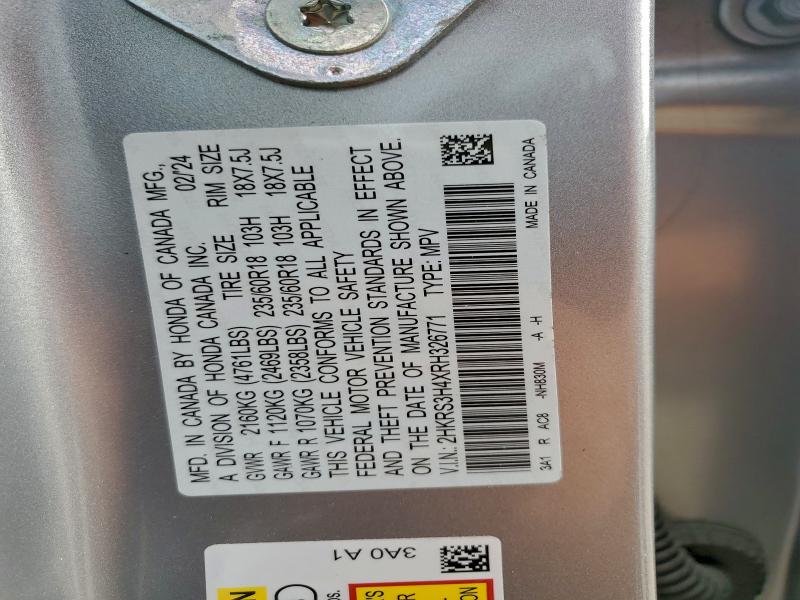 MFD. IN CANADA BY HONDA OF CANADA MFG.,
A DIVISION OF HONDA CANADA INC. 02/24
GVWR 2160KG (4761LBS) TIRE SIZE RIM SIZE
GAWR F 1120KG (2469LBS) 235/60R18 103H 18X7.5J
GAWR R 1070KG (2358LBS) 235/60R18 103H 18X7.5J
THIS VEHICLE CONFORMS TO ALL APPLICABLE
FEDERAL MOTOR VEHICLE SAFETY
AND THEFT PREVENTION STANDARDS IN EFFECT
ON THE DATE OF MANUFACTURE SHOWN ABOVE.
V.I.N.: 2HKRS3H4XRH326771 TYPE: MPV
3A1 R AC8 -NH830M -A -H MADE IN CANADA
3A0 A1